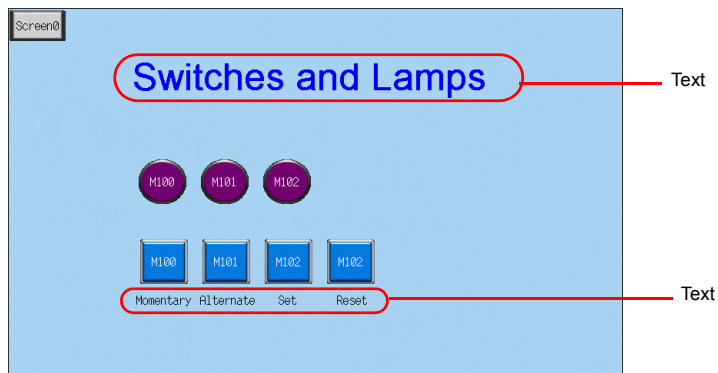 Screen0
Switches and Lamps
Text
M100 M101 M102
M100 M101 M102 M102
Momentary Alternate Set Reset
Text